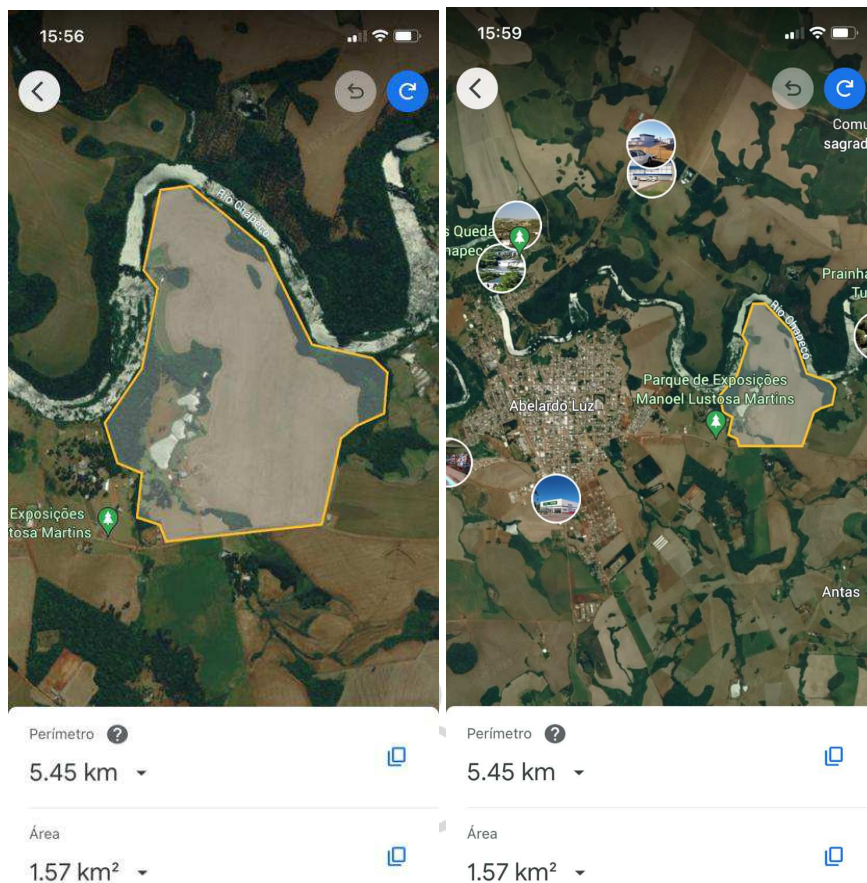 15:56
Rio Chapecó
Exposições
tosa Martins
Perímetro
5.45 km
Área
1.57 km²
15:59
Comu
sagrad
s Queda
hapecó
Prainha
Tu
Rio Chapecó
Parque de Exposições
Manoel Lustosa Martins
Abelardo Luz
Antas
Perímetro
5.45 km
Área
1.57 km²